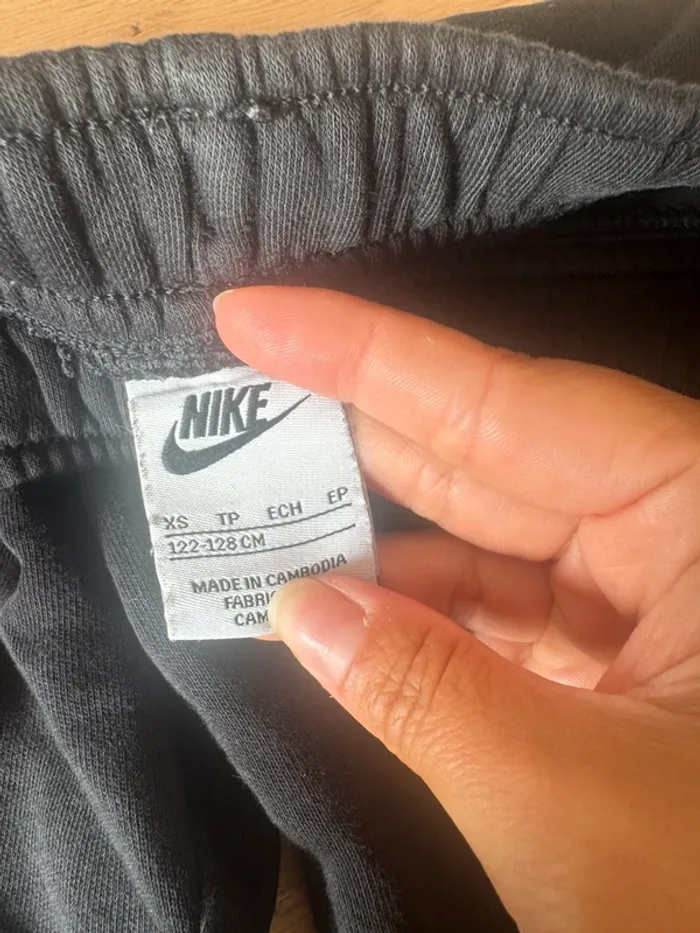 NIKE
XS TP ECH EP
122-128 CM
MADE IN CAMBODIA